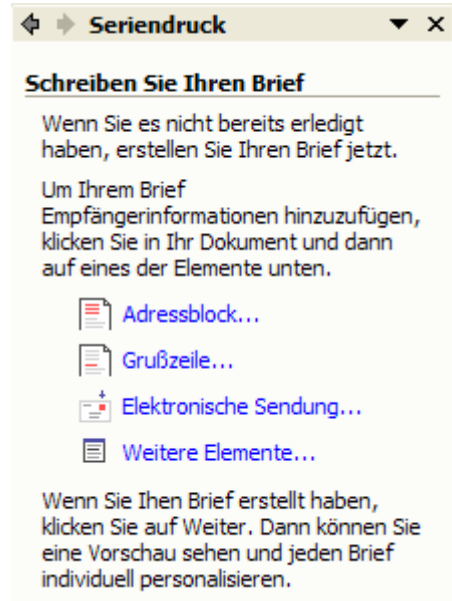 Seriendruck
Schreiben Sie Ihren Brief
Wenn Sie es nicht bereits erledigt
haben, erstellen Sie Ihren Brief jetzt.
Um Ihrem Brief
Empfängerinformationen hinzuzufügen,
klicken Sie in Ihr Dokument und dann
auf eines der Elemente unten.
Adressblock...
Grußzeile...
Elektronische Sendung...
Weitere Elemente...
Wenn Sie Ihen Brief erstellt haben,
klicken Sie auf Weiter. Dann können Sie
eine Vorschau sehen und jeden Brief
individuell personalisieren.